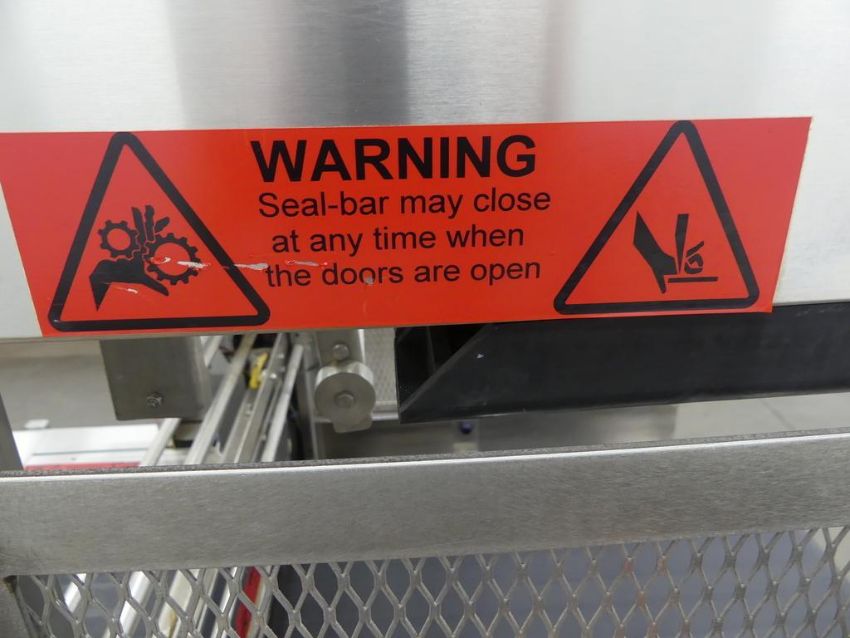 WARNING
Seal-bar may close
at any time when
the doors are open